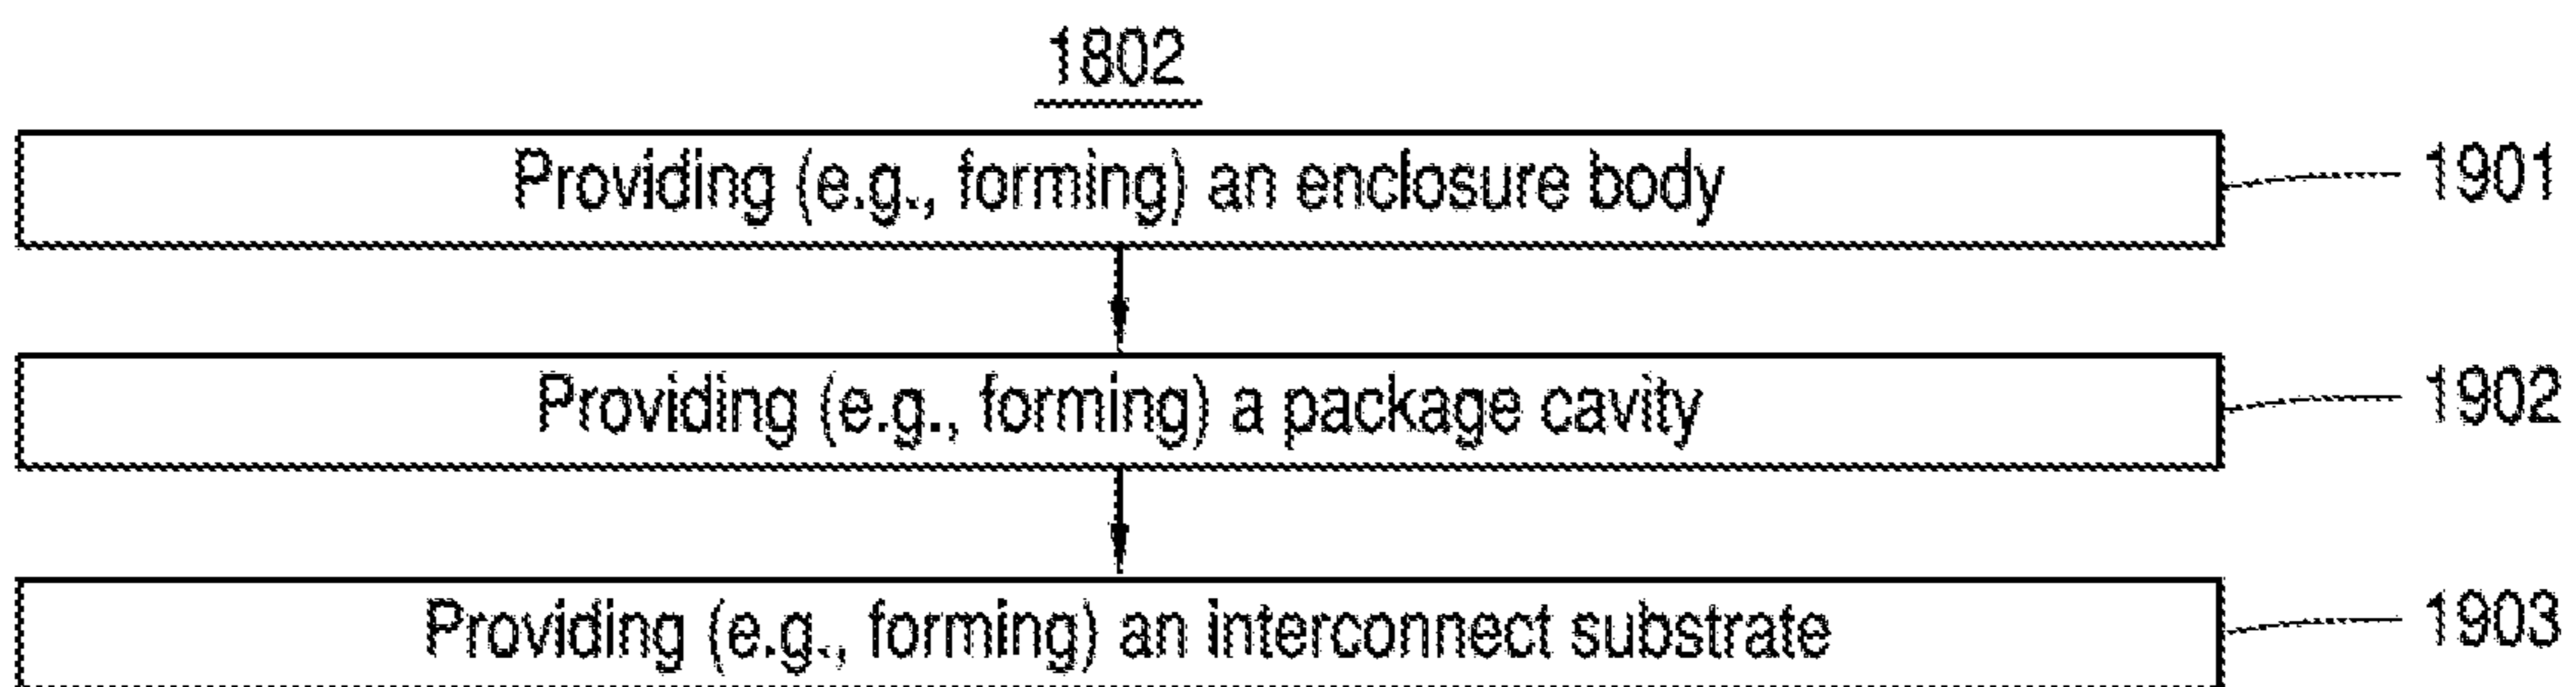 1802
Providing (e.g., forming) an enclosure body 1901
Providing (e.g., forming) a package cavity 1902
Providing (e.g., forming) an interconnect substrate 1903